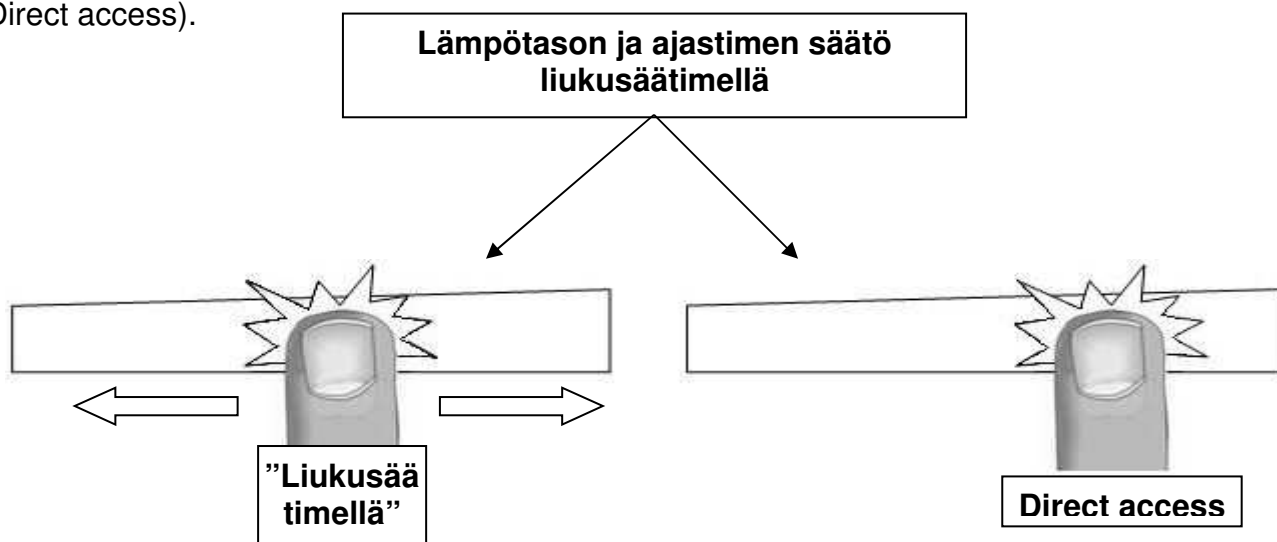 Direct access).
Lämpötason ja ajastimen säätö
liukusäätimellä
”Liukusää
timellä”
Direct access